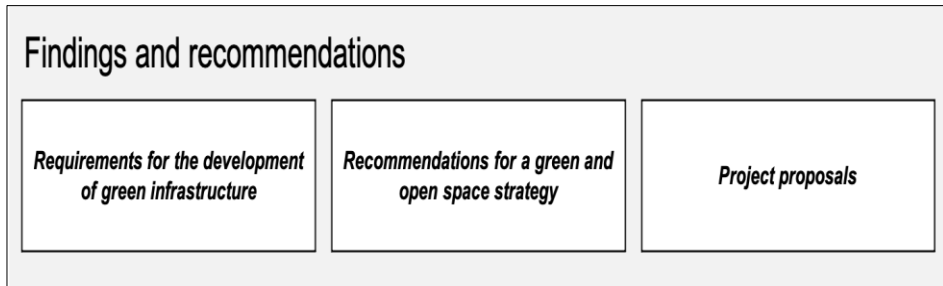 Findings and recommendations
Requirements for the development
of green infrastructure
Recommendations for a green and
open space strategy
Project proposals